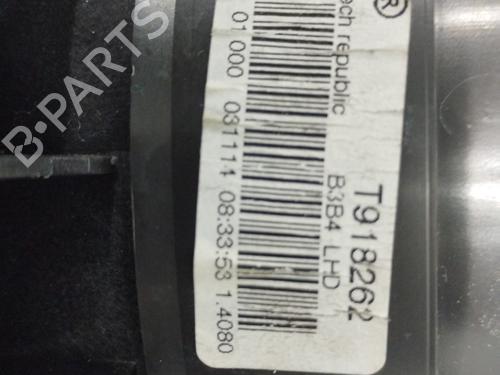 ®
ech republic
T918262
B3B4 LHD
01 000 031114 08:33:53 1.4080
B-PARTS